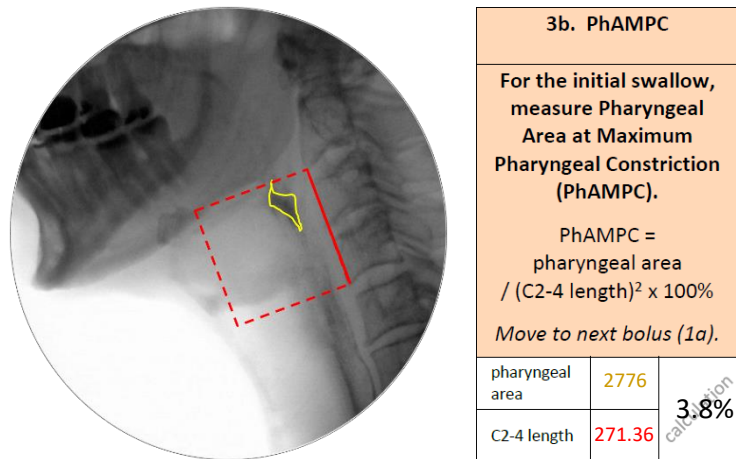 3b. PhAMPC
For the initial swallow,
measure Pharyngeal
Area at Maximum
Pharyngeal Constriction
(PhAMPC).
PhAMPC =
pharyngeal area
/ (C2-4 length)² x 100%
Move to next bolus (1a).
pharyngeal
area
2776
C2-4 length
271.36
calculation
3.8%